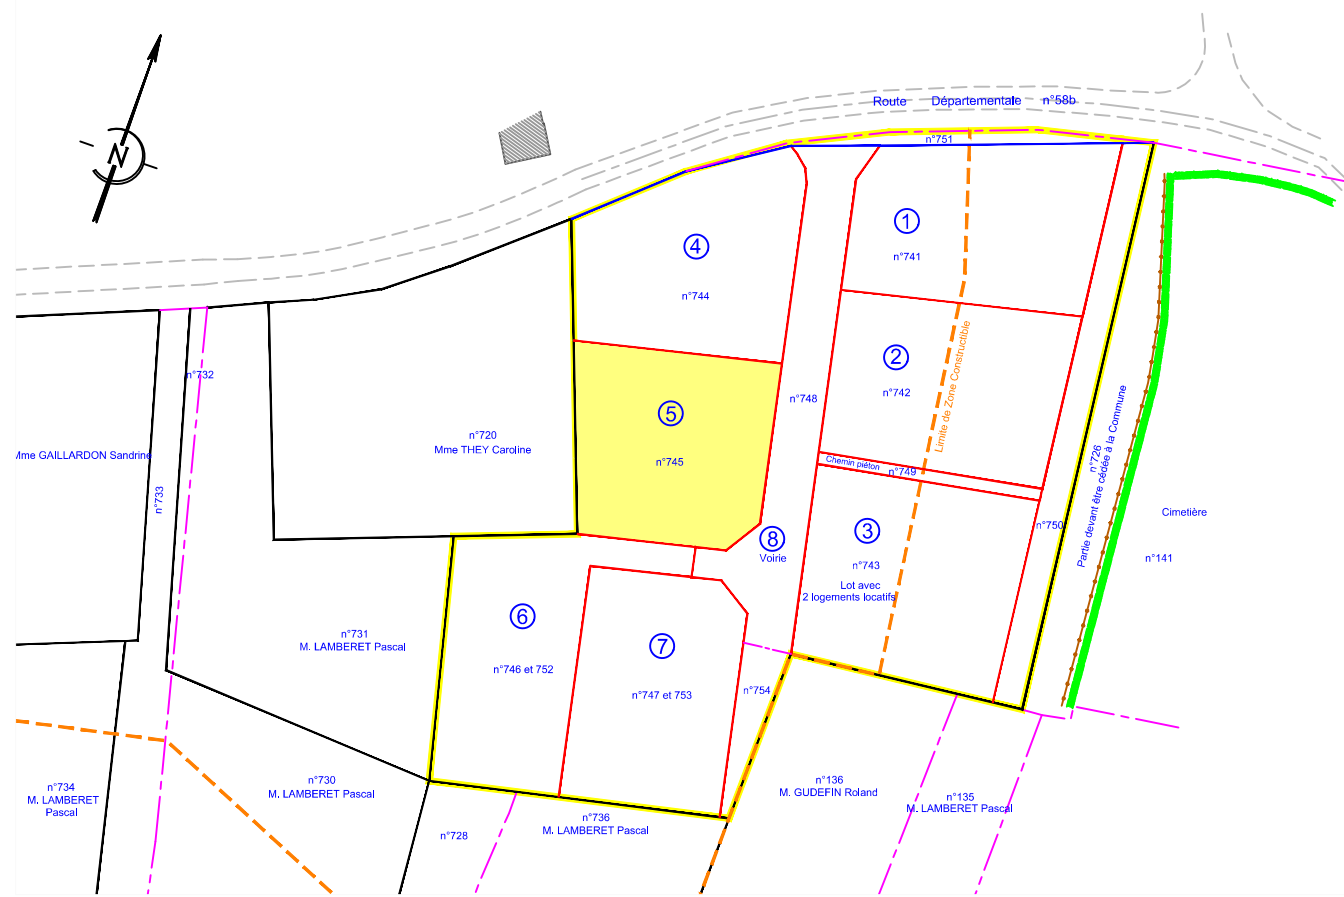 N
Route Départementale n°58b
n°751
1
n°741
4
n°744
2
n°742
Limite de Zone Constructible
n°732
n°748
5
n°745
n°720
Mme THEY Caroline
Mme GAILLARDON Sandrine
n°733
Chemin piéton n°749
n°726
Partie devant être cédée à la Commune
Cimetière
n°141
n°750
3
n°743
Lot avec
2 logements locatifs
8
Voirie
6
n°746 et 752
7
n°747 et 753
n°731
M. LAMBERET Pascal
n°754
n°734
M. LAMBERET
Pascal
n°730
M. LAMBERET Pascal
n°728
n°736
M. LAMBERET Pascal
n°136
M. GUDEFIN Roland
n°135
M. LAMBERET Pascal